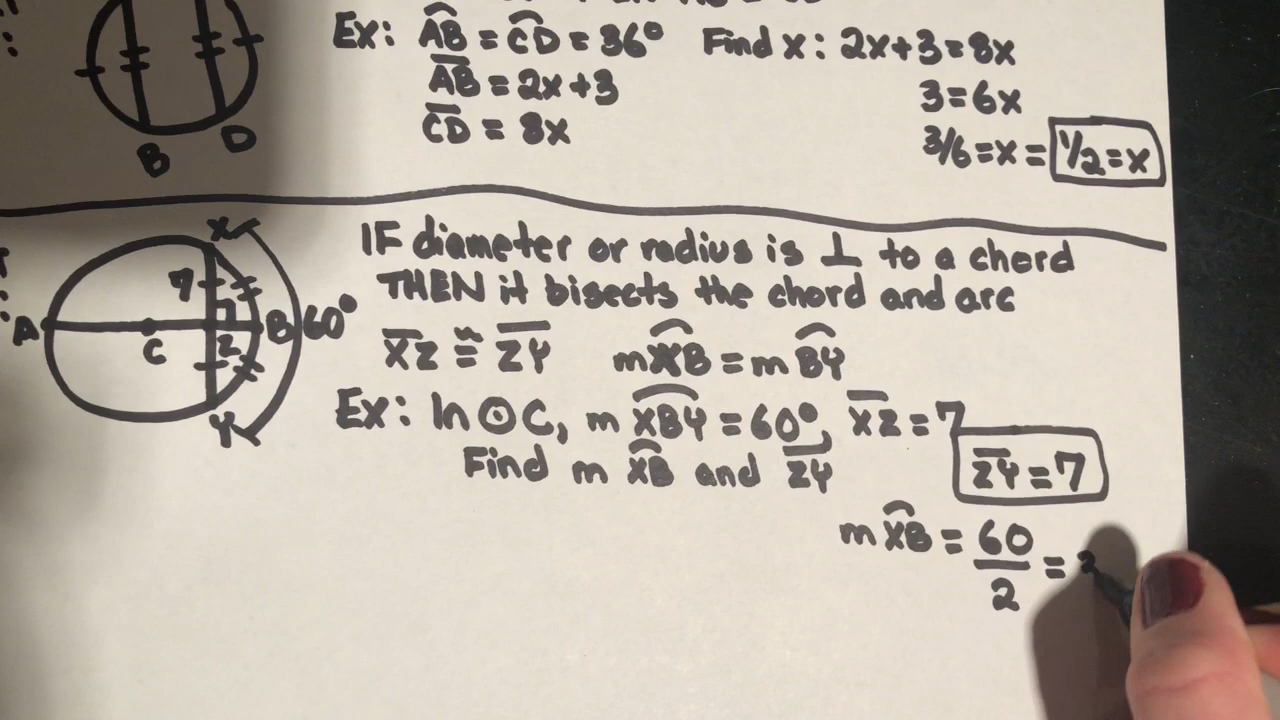 Ex: AB = CD = 36° Find x: 2x+3=8x
AB = 2x+3
3=6x
CD = 8x
3/6=x= 1/2=x
B D
X
7
A C Z B 60°
Y
IF diameter or radius is ⊥ to a chord
THEN it bisects the chord and arc
XZ ≅ ZY mXB = m BY
Ex: In ⊙C, m XBY = 60°, XZ = 7
Find m XB and ZY
ZY = 7
m XB = 60/2 =